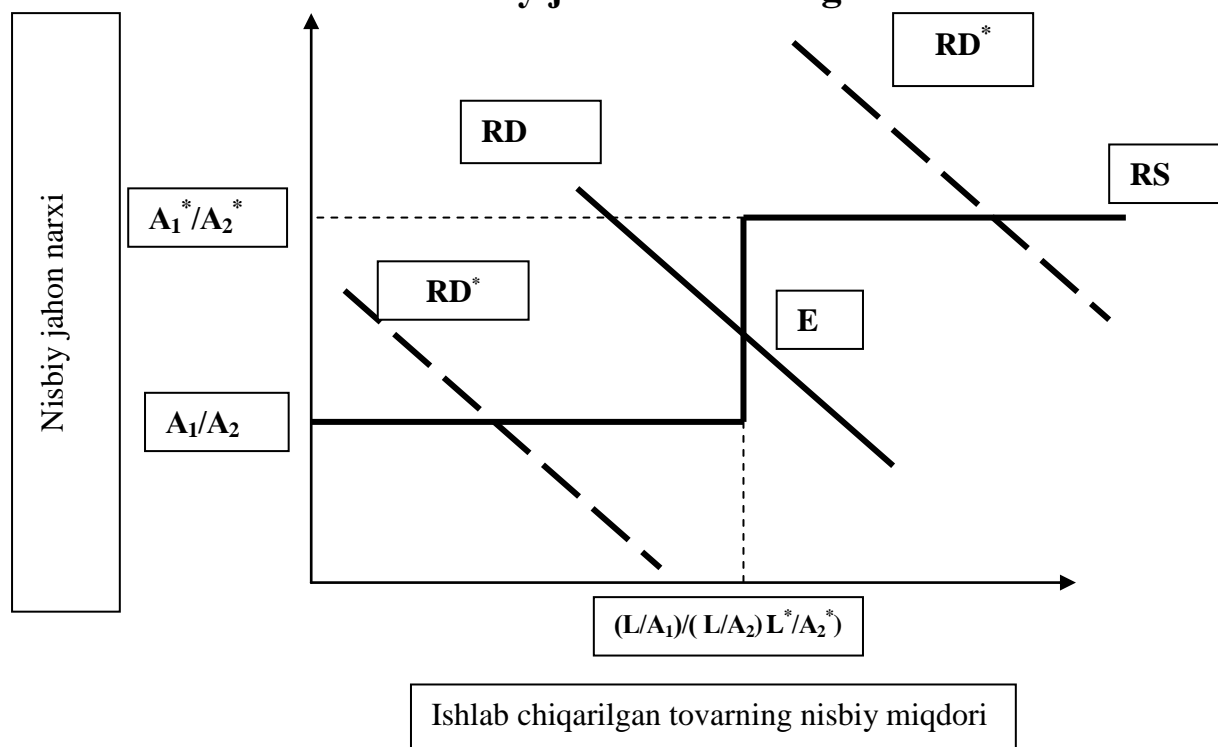 RD*
RD
RS
A₁*/A₂*
RD*
E
Nisbiy jahon narxi
A₁/A₂
(L/A₁)/( L/A₂) L*/A₂*)
Ishlab chiqarilgan tovarning nisbiy miqdori